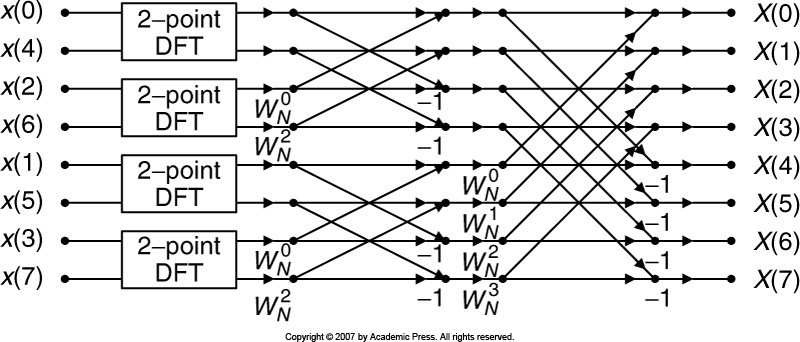 x(0) 2–point DFT X(0)
x(4) X(1)
x(2) 2–point DFT W_N^0 –1 X(2)
x(6) W_N^2 –1 X(3)
x(1) 2–point DFT W_N^0 –1 X(4)
x(5) W_N^1 –1 X(5)
x(3) 2–point DFT W_N^0 –1 W_N^2 –1 X(6)
x(7) W_N^2 –1 W_N^3 –1 X(7)
Copyright © 2007 by Academic Press. All rights reserved.